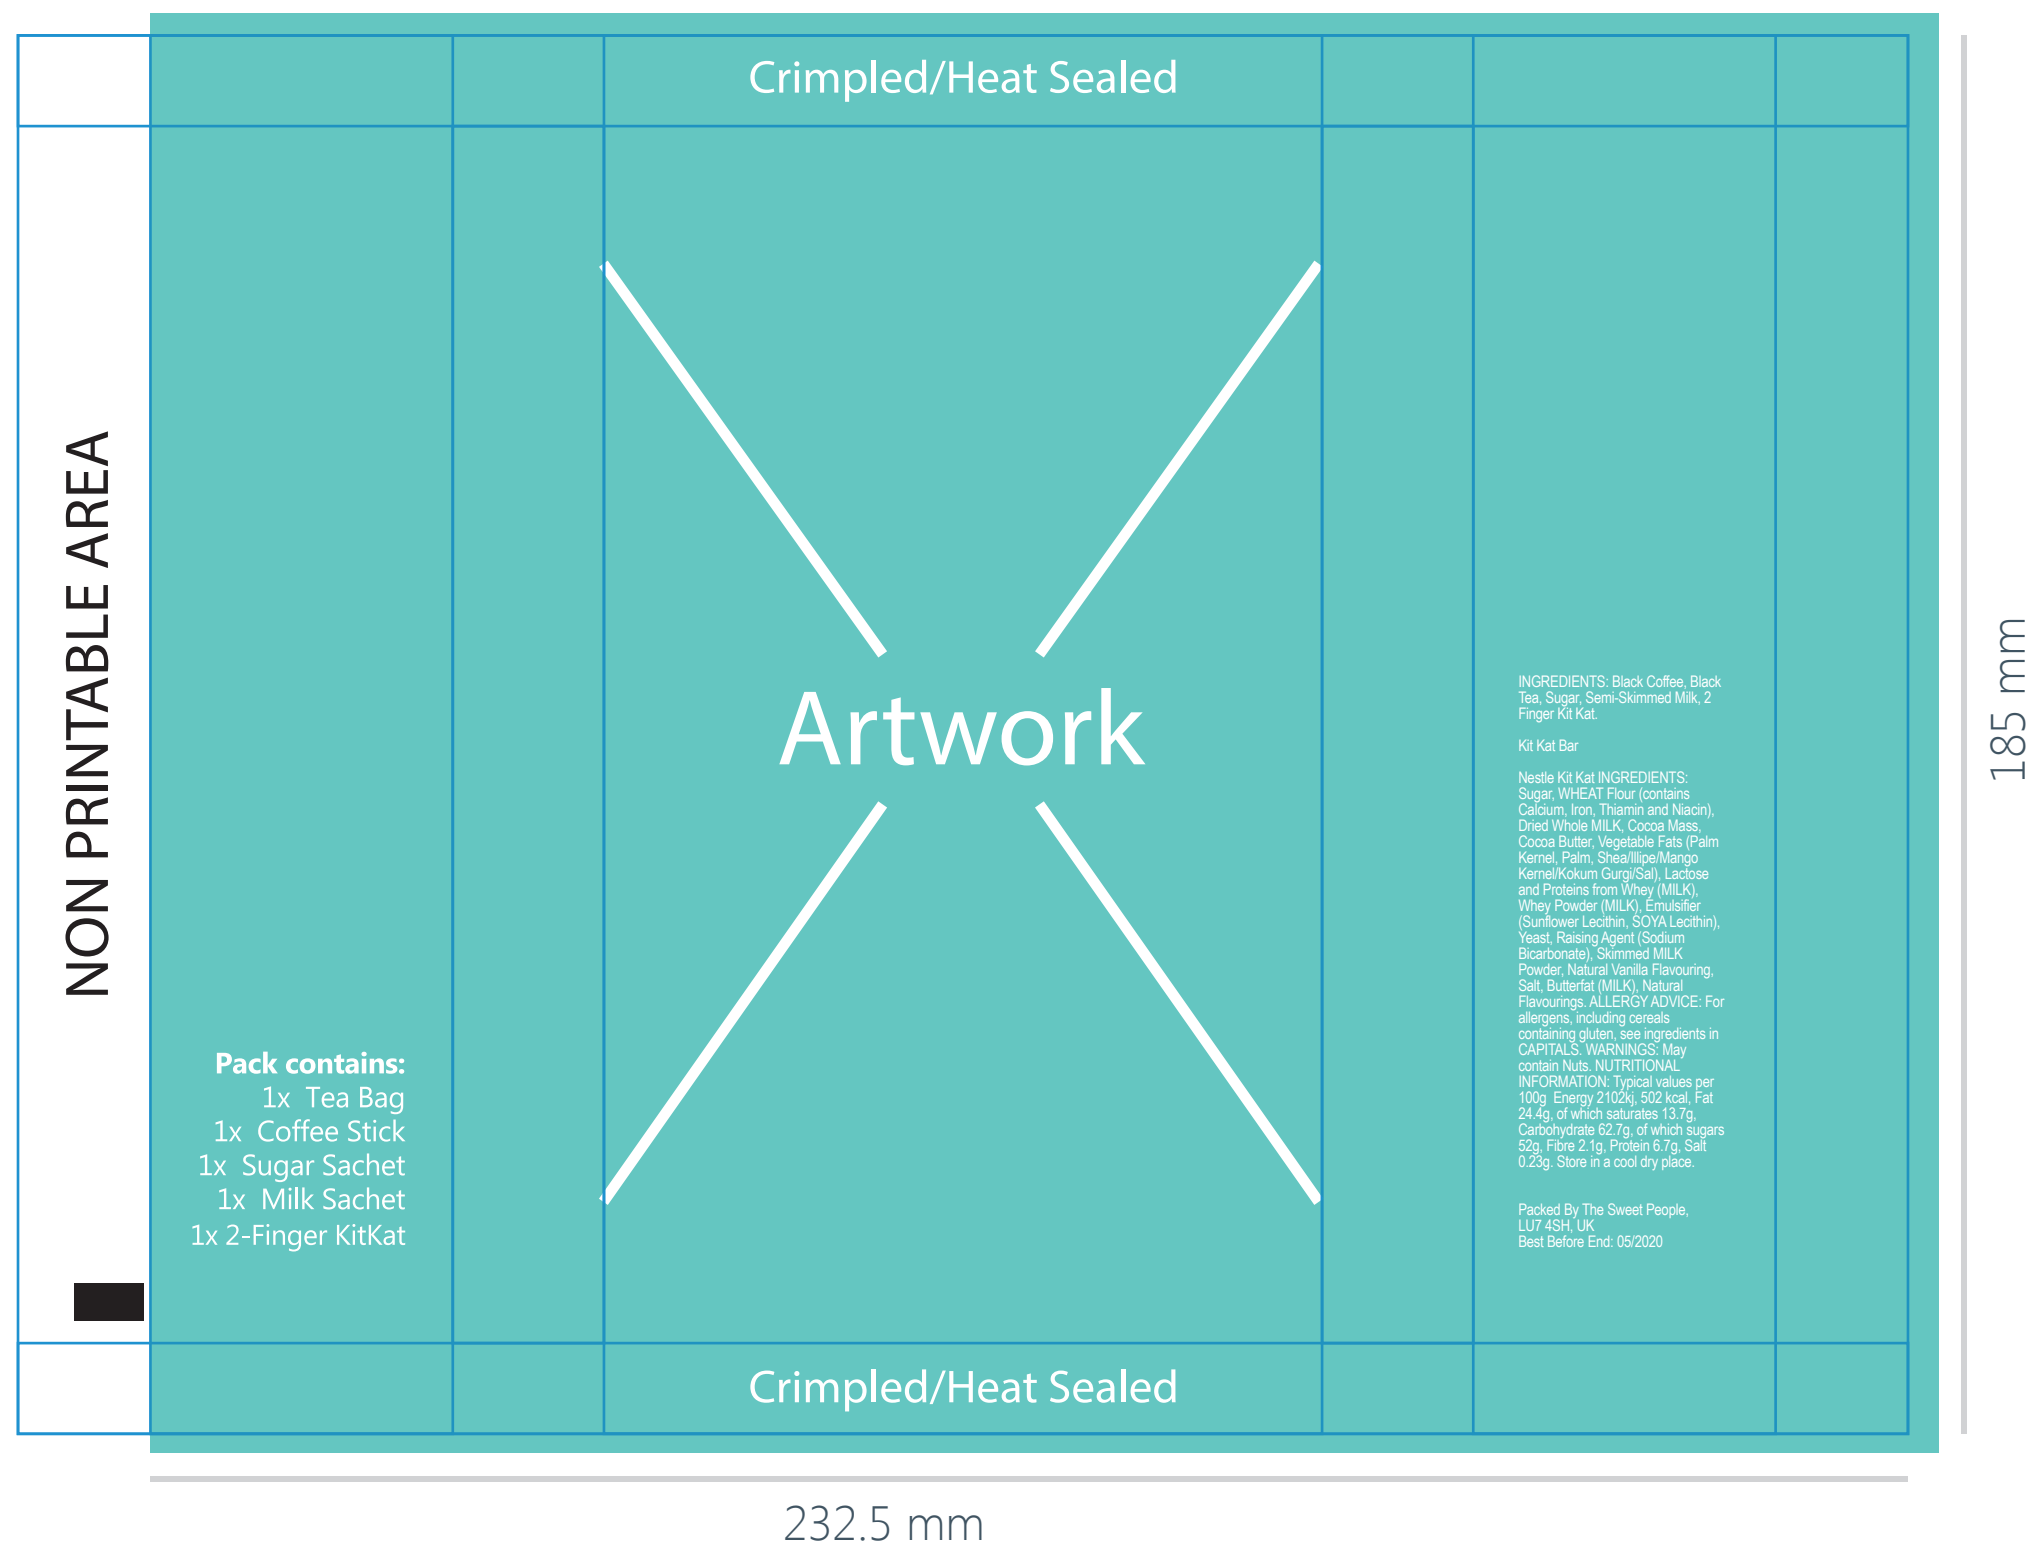 Crimpled/Heat Sealed
NON PRINTABLE AREA
Artwork
Pack contains:
1x  Tea Bag
1x  Coffee Stick
1x  Sugar Sachet
1x  Milk Sachet
1x 2-Finger KitKat
INGREDIENTS: Black Coffee, Black
Tea, Sugar, Semi-Skimmed Milk, 2
Finger Kit Kat.
Kit Kat Bar
Nestle Kit Kat INGREDIENTS:
Sugar, WHEAT Flour (contains
Calcium, Iron, Thiamin and Niacin),
Dried Whole MILK, Cocoa Mass,
Cocoa Butter, Vegetable Fats (Palm
Kernel, Palm, Shea/Illipe/Mango
Kernel/Kokum Gurgi/Sal), Lactose
and Proteins from Whey (MILK),
Whey Powder (MILK), Emulsifier
(Sunflower Lecithin, SOYA Lecithin),
Yeast, Raising Agent (Sodium
Bicarbonate), Skimmed MILK
Powder, Natural Vanilla Flavouring,
Salt, Butterfat (MILK), Natural
Flavourings. ALLERGY ADVICE: For
allergens, including cereals
containing gluten, see ingredients in
CAPITALS. WARNINGS: May
contain Nuts. NUTRITIONAL
INFORMATION: Typical values per
100g  Energy 2102kj, 502 kcal, Fat
24.4g, of which saturates 13.7g,
Carbohydrate 62.7g, of which sugars
52g, Fibre 2.1g, Protein 6.7g, Salt
0.23g. Store in a cool dry place.
Packed By The Sweet People,
LU7 4SH, UK
Best Before End: 05/2020
Crimpled/Heat Sealed
185 mm
232.5 mm